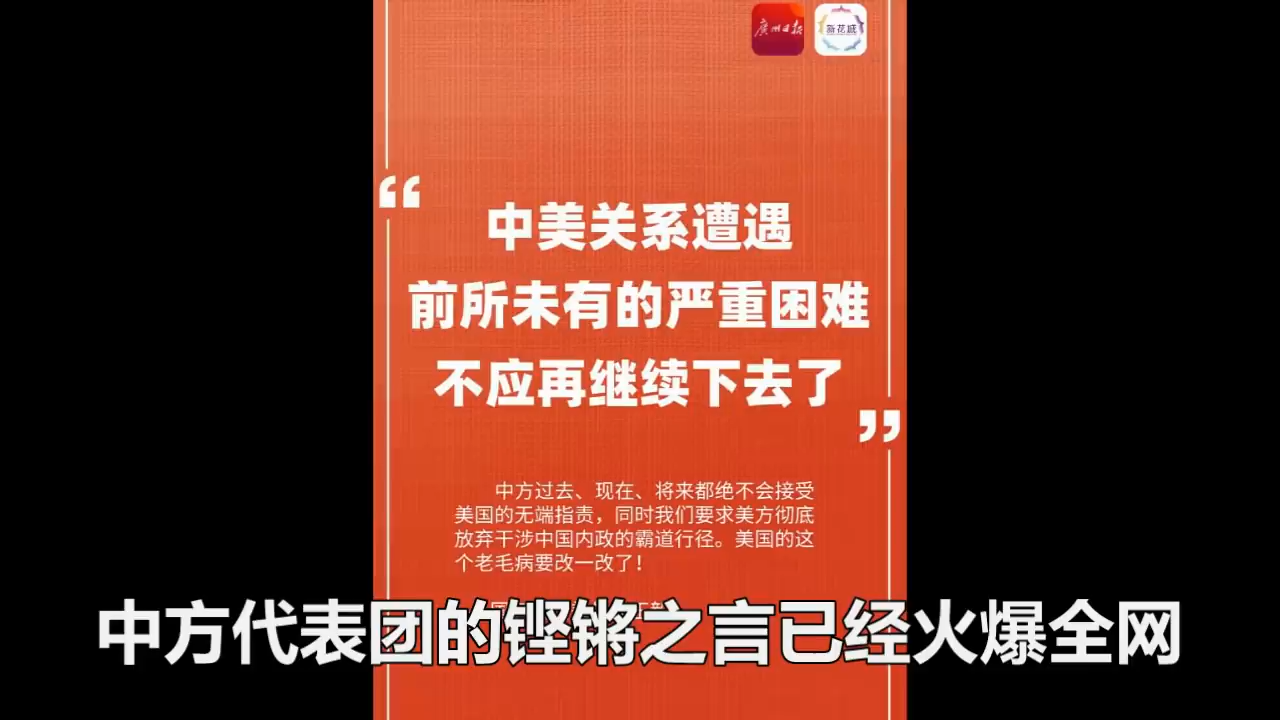 廣州日报
新花城
“
中美关系遭遇
前所未有的严重困难
不应再继续下去了
”
中方过去、现在、将来都绝不会接受
美国的无端指责，同时我们要求美方彻底
放弃干涉中国内政的霸道行径。美国的这
个老毛病要改一改了！
中方代表团的铿锵之言已经火爆全网